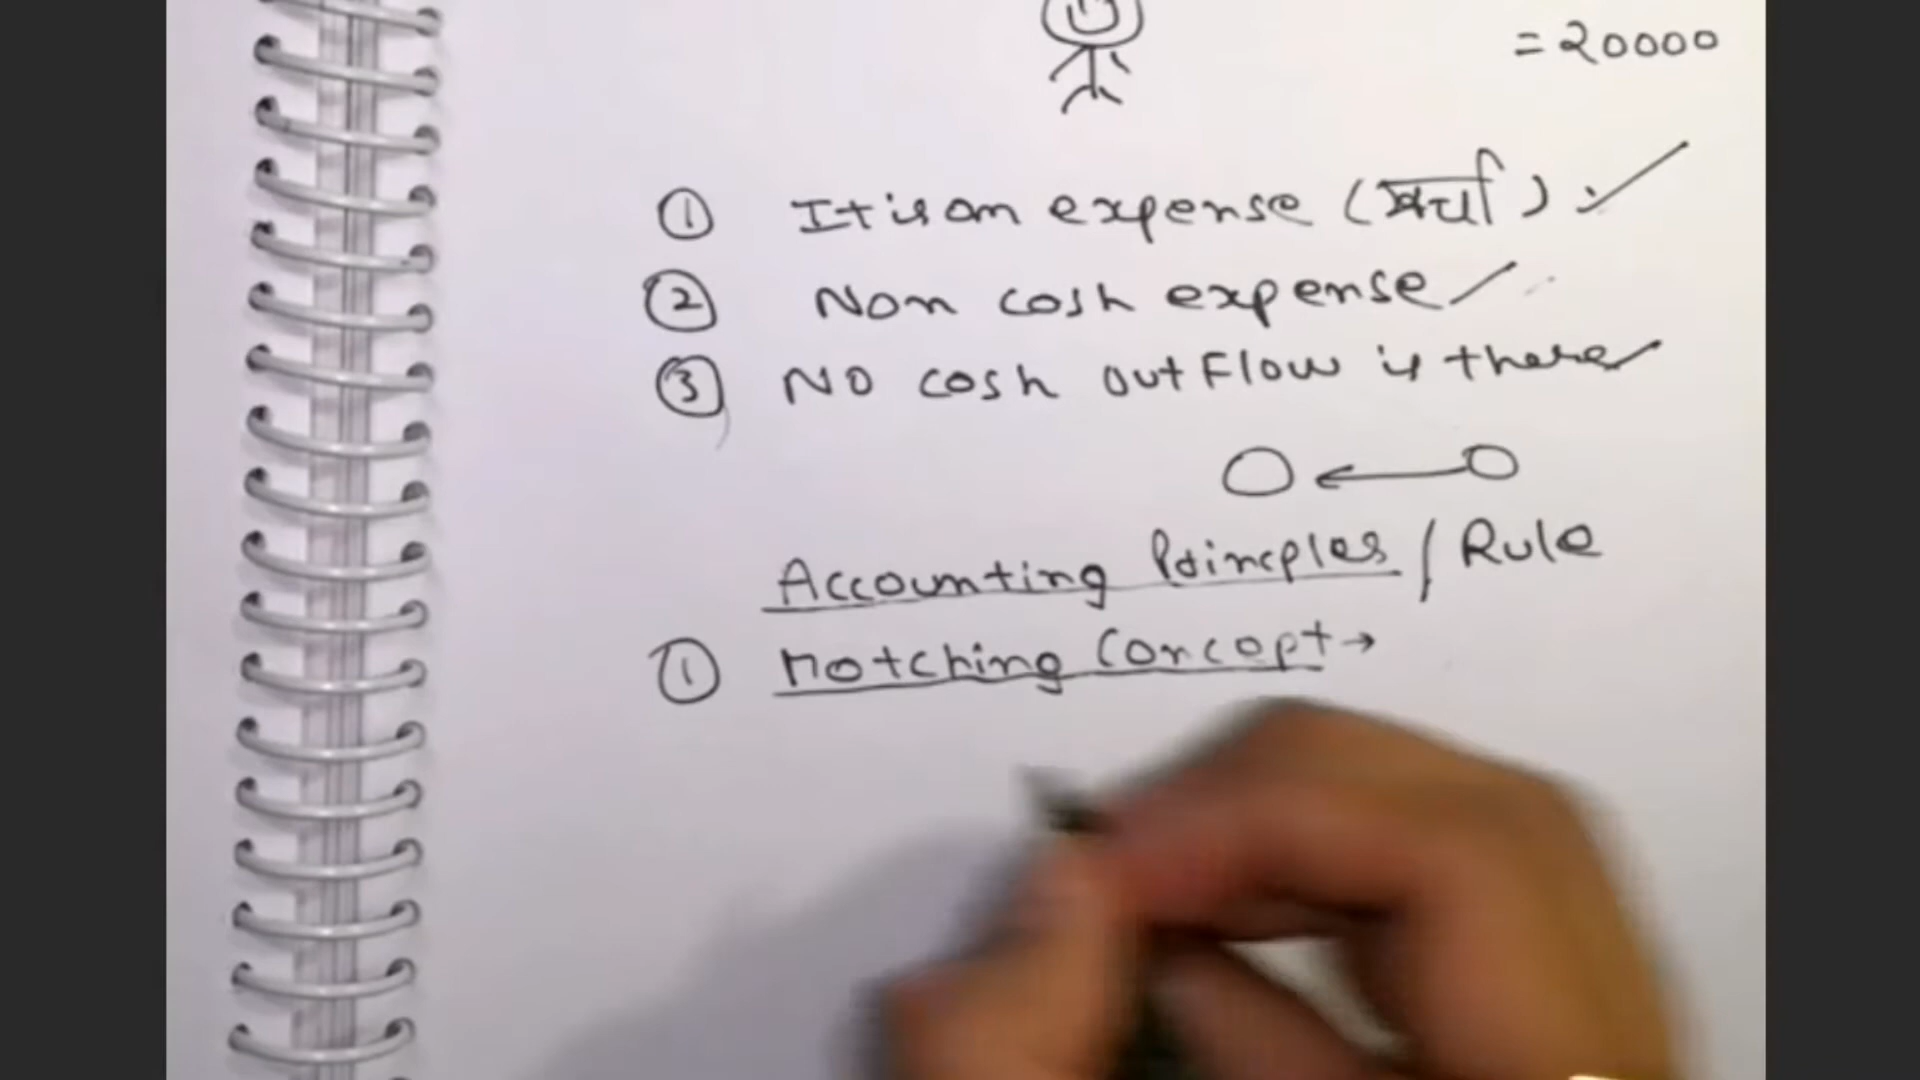 = 20000
① It is an expense (खर्चा) ✓
② Non cash expense ✓
③ No cash outflow is there ✓
Accounting Princples / Rule
① Matching Concept →